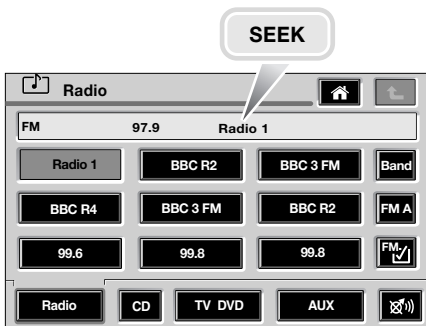 SEEK
Radio
FM 97.9 Radio 1
Radio 1 BBC R2 BBC 3 FM Band
BBC R4 BBC 3 FM BBC R2 FM A
99.6 99.8 99.8 FM
Radio CD TV DVD AUX